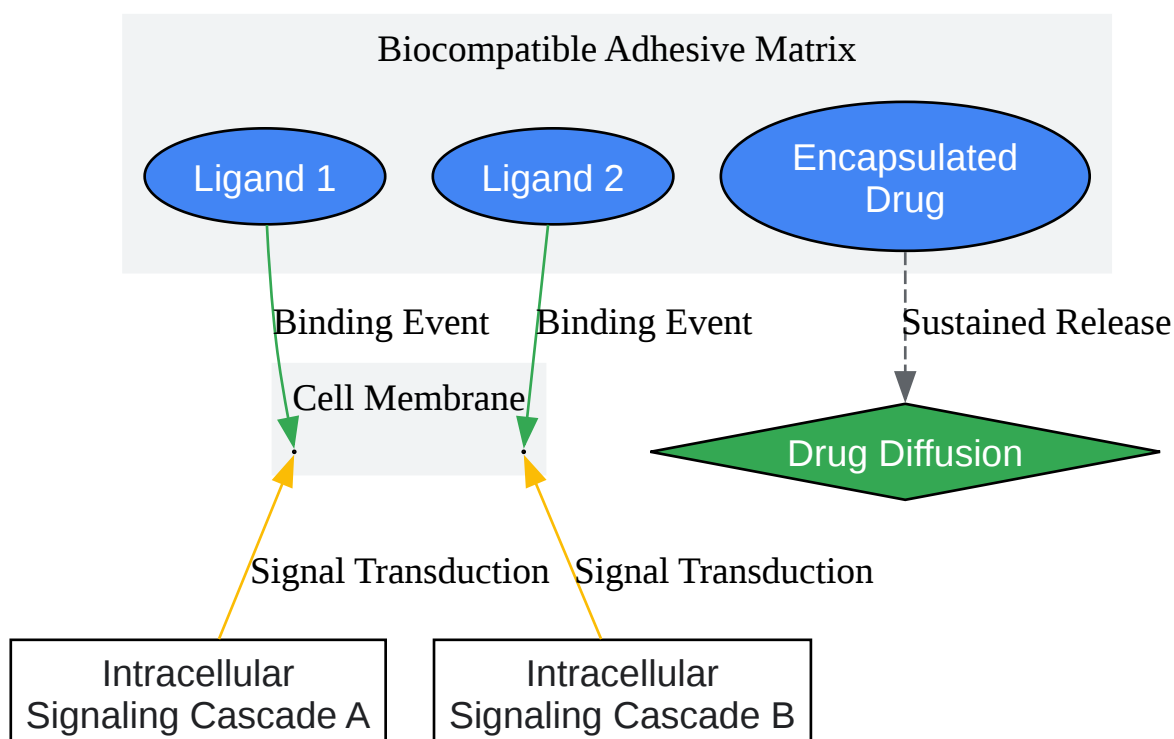 Biocompatible Adhesive Matrix
Ligand 1
Ligand 2
Encapsulated
Drug
Binding Event
Binding Event
Sustained Release
Cell Membrane
Drug Diffusion
Signal Transduction
Signal Transduction
Intracellular
Signaling Cascade A
Intracellular
Signaling Cascade B